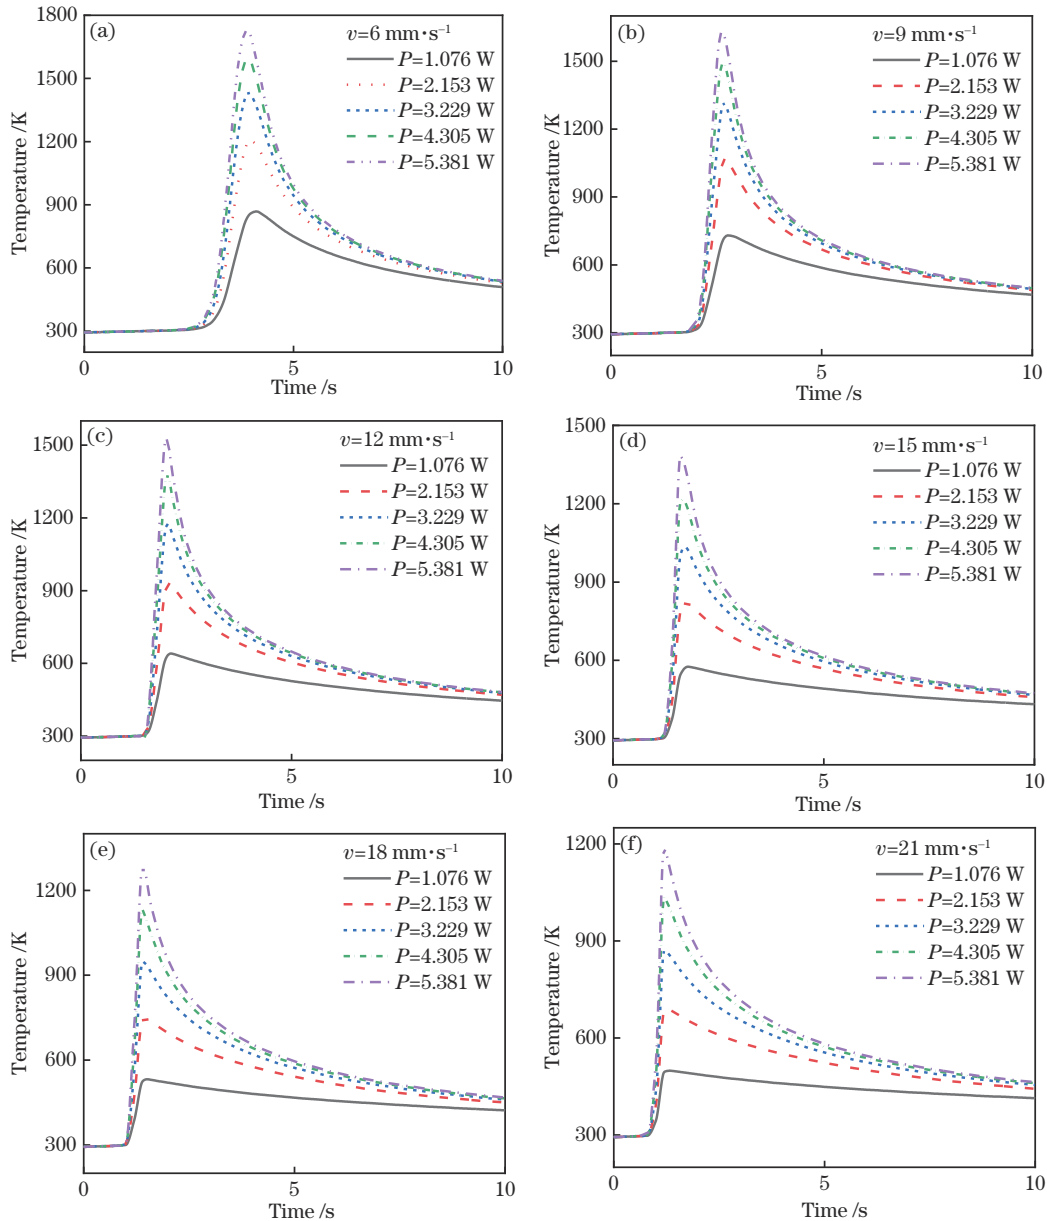 (a)
v=6 mm·s⁻¹
P=1.076 W
P=2.153 W
P=3.229 W
P=4.305 W
P=5.381 W
1800
1500
1200
900
600
300
Temperature /K
0
5
10
Time /s
(b)
v=9 mm·s⁻¹
P=1.076 W
P=2.153 W
P=3.229 W
P=4.305 W
P=5.381 W
1500
1200
900
600
300
Temperature /K
0
5
10
Time /s
(c)
v=12 mm·s⁻¹
P=1.076 W
P=2.153 W
P=3.229 W
P=4.305 W
P=5.381 W
1500
1200
900
600
300
Temperature /K
0
5
10
Time /s
(d)
v=15 mm·s⁻¹
P=1.076 W
P=2.153 W
P=3.229 W
P=4.305 W
P=5.381 W
1500
1200
900
600
300
Temperature /K
0
5
10
Time /s
(e)
v=18 mm·s⁻¹
P=1.076 W
P=2.153 W
P=3.229 W
P=4.305 W
P=5.381 W
1200
900
600
300
Temperature /K
0
5
10
Time /s
(f)
v=21 mm·s⁻¹
P=1.076 W
P=2.153 W
P=3.229 W
P=4.305 W
P=5.381 W
1200
900
600
300
Temperature /K
0
5
10
Time /s